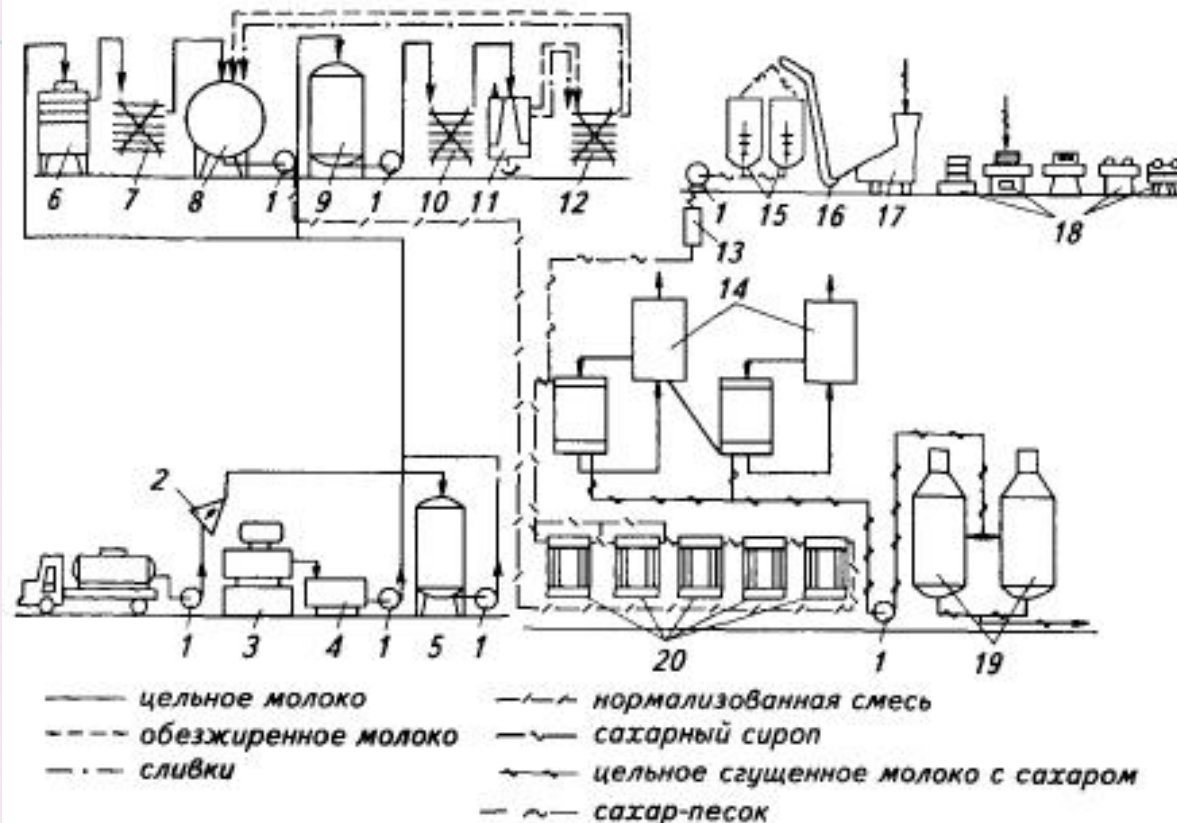 6 7 8 1 9 1 10 11 12
1 15 16 17 18
13
14
2
1 3 4 1 5 1
20 1 19
цельное молоко
обезжиренное молоко
сливки
нормализованная смесь
сахарный сироп
цельное сгущенное молоко с сахаром
сахар-песок